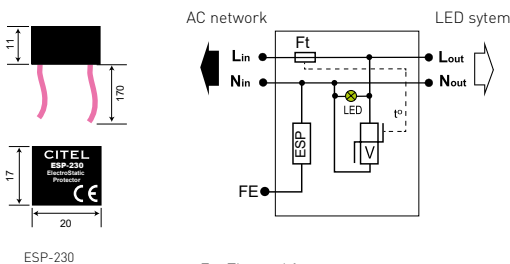 AC network
LED sytem
11
170
Ft
Lin
Lout
Nin
Nout
LED
t°
ESP
V
FE
17
CITEL
ESP-230
ElectroStatic
Protector
CE
20
ESP-230